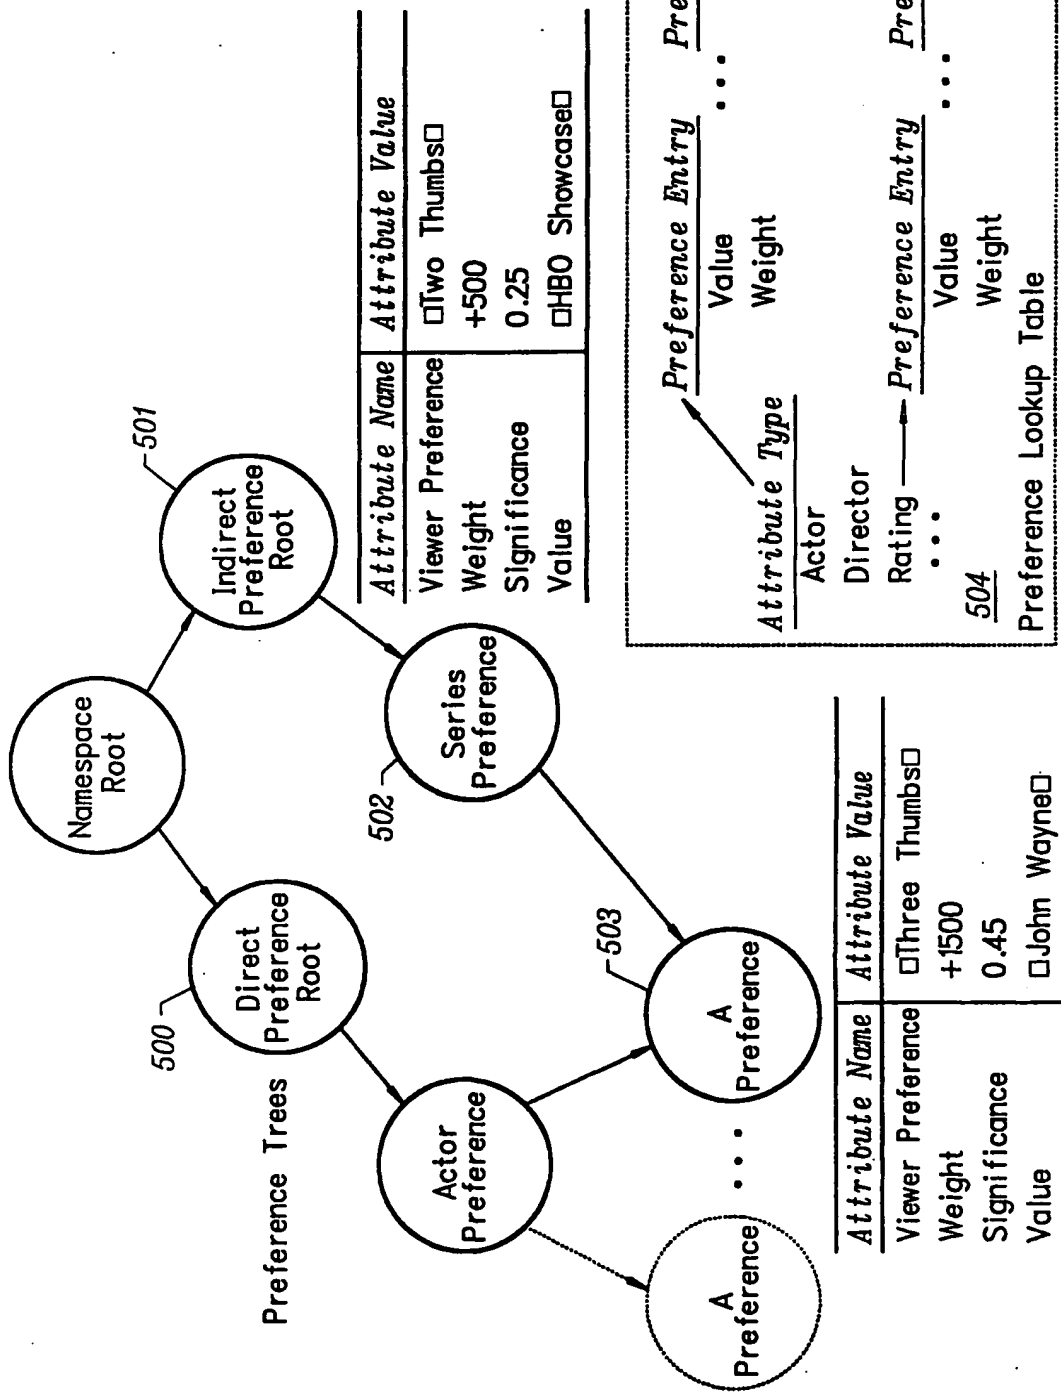 Namespace
Root
500
Direct
Preference
Root
Indirect
Preference
Root
501
Preference Trees
Actor
Preference
502
Series
Preference
A
Preference
• • •
A
Preference
503
Attribute Name Attribute Value
Viewer Preference □Two Thumbs□
Weight +500
Significance 0.25
Value □HBO Showcase□
Attribute Name Attribute Value
Viewer Preference □Three Thumbs□
Weight +1500
Significance 0.45
Value □John Wayne□
Attribute Type
Actor
Director
Rating
• • •
Preference Entry Pre
Value • • •
Weight
Preference Entry Pre
Value • • •
Weight
504
Preference Lookup Table